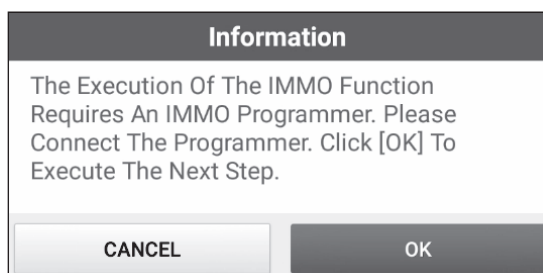 Information
The Execution Of The IMMO Function
Requires An IMMO Programmer. Please
Connect The Programmer. Click [OK] To
Execute The Next Step.
CANCEL
OK